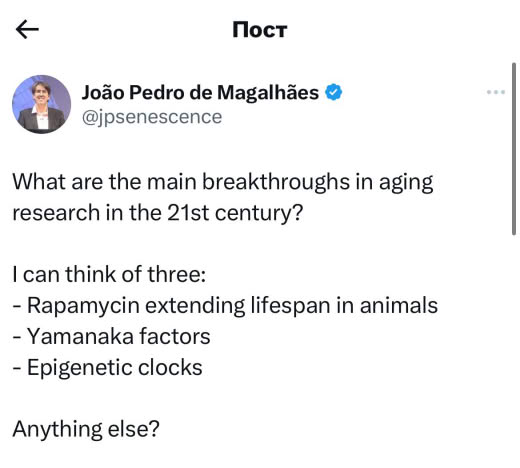 Пост
João Pedro de Magalhães
@jpsenescence
What are the main breakthroughs in aging
research in the 21st century?
I can think of three:
- Rapamycin extending lifespan in animals
- Yamanaka factors
- Epigenetic clocks
Anything else?